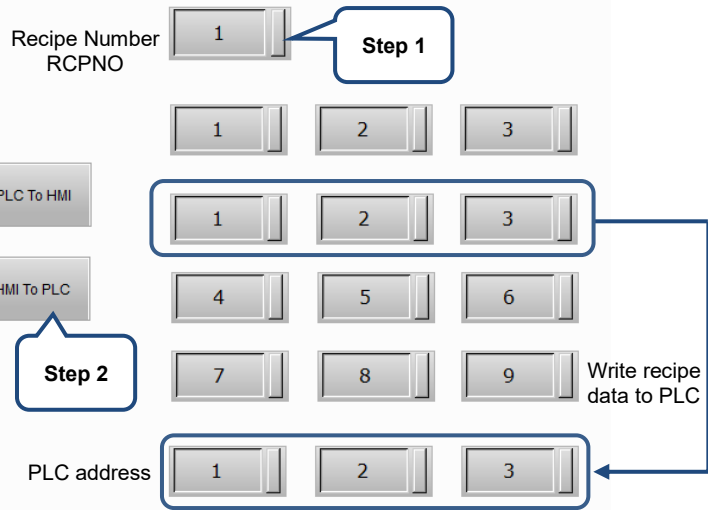 Recipe Number
RCPNO
1
Step 1
1 2 3
PLC To HMI
1 2 3
HMI To PLC
4 5 6
Step 2
7 8 9
Write recipe
data to PLC
PLC address
1 2 3